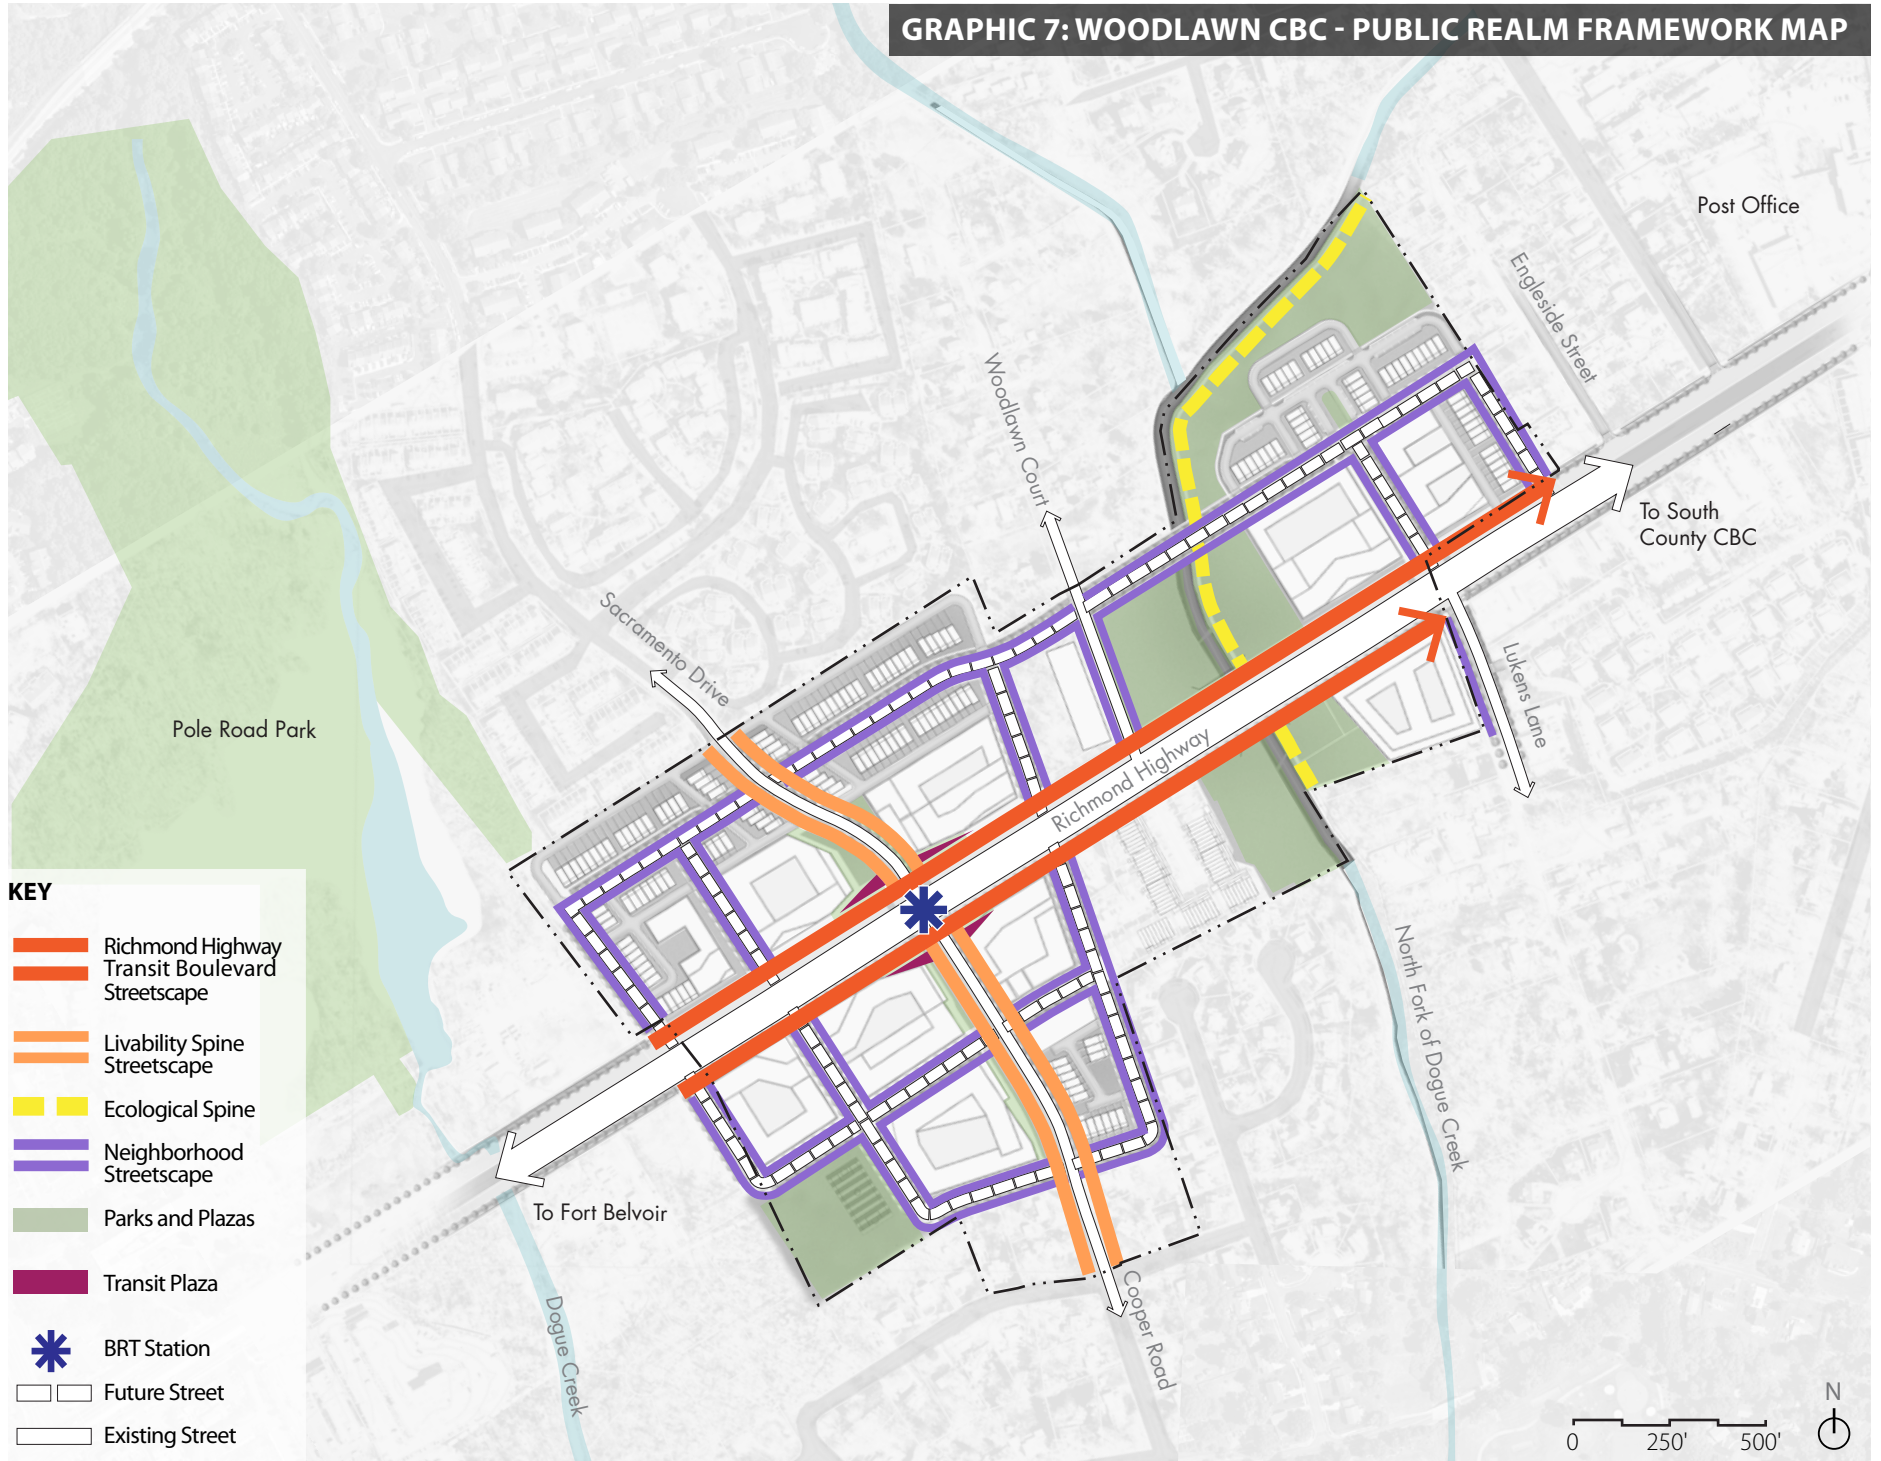 GRAPHIC 7: WOODLAWN CBC - PUBLIC REALM FRAMEWORK MAP
Post Office
Engleside Street
Woodlawn Court
To South
County CBC
Sacramento Drive
Lukens Lane
Pole Road Park
Richmond Highway
North Fork of Dogue Creek
To Fort Belvoir
Cooper Road
Dogue Creek
KEY
Richmond Highway
Transit Boulevard
Streetscape
Livability Spine
Streetscape
Ecological Spine
Neighborhood
Streetscape
Parks and Plazas
Transit Plaza
BRT Station
Future Street
Existing Street
N
0 250' 500'